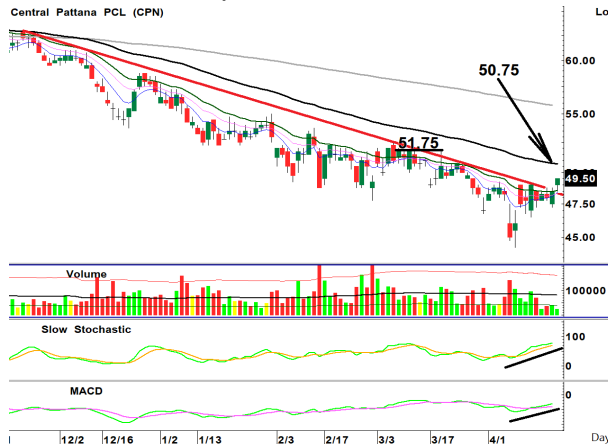 Central Pattana PCL (CPN)
Lo
60.00
50.75
55.00
51.75
49.50
47.50
45.00
Volume
100000
Slow Stochastic
100
0
MACD
0
12/2 12/16 1/2 1/13 2/3 2/17 3/3 3/17 4/1 Day